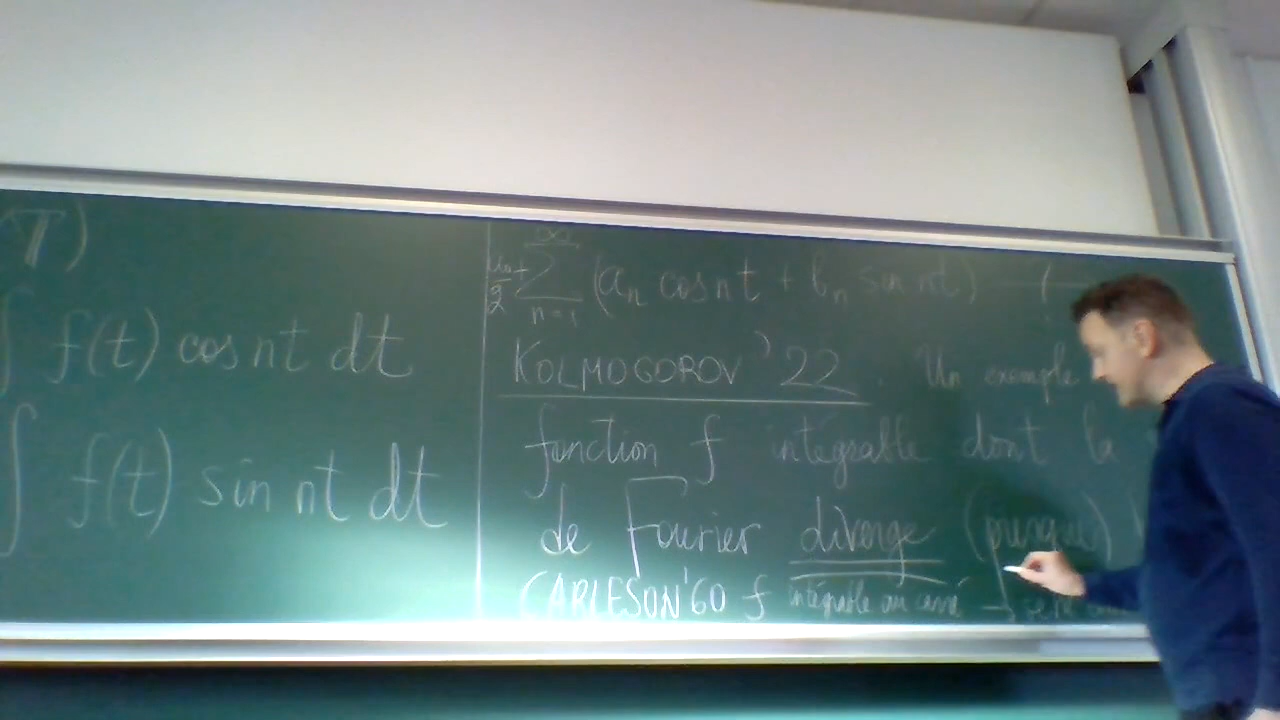 π)
∫ f(t) cos nt dt
∫ f(t) sin nt dt
∞
∑ (aₙ cos nt + bₙ sin nt)
n=1
2
KOLMOGOROV '22. Un exemple
fonction f intégrable dont la
de Fourier diverge (presque)
CARLESON '60 f intégrable au carré